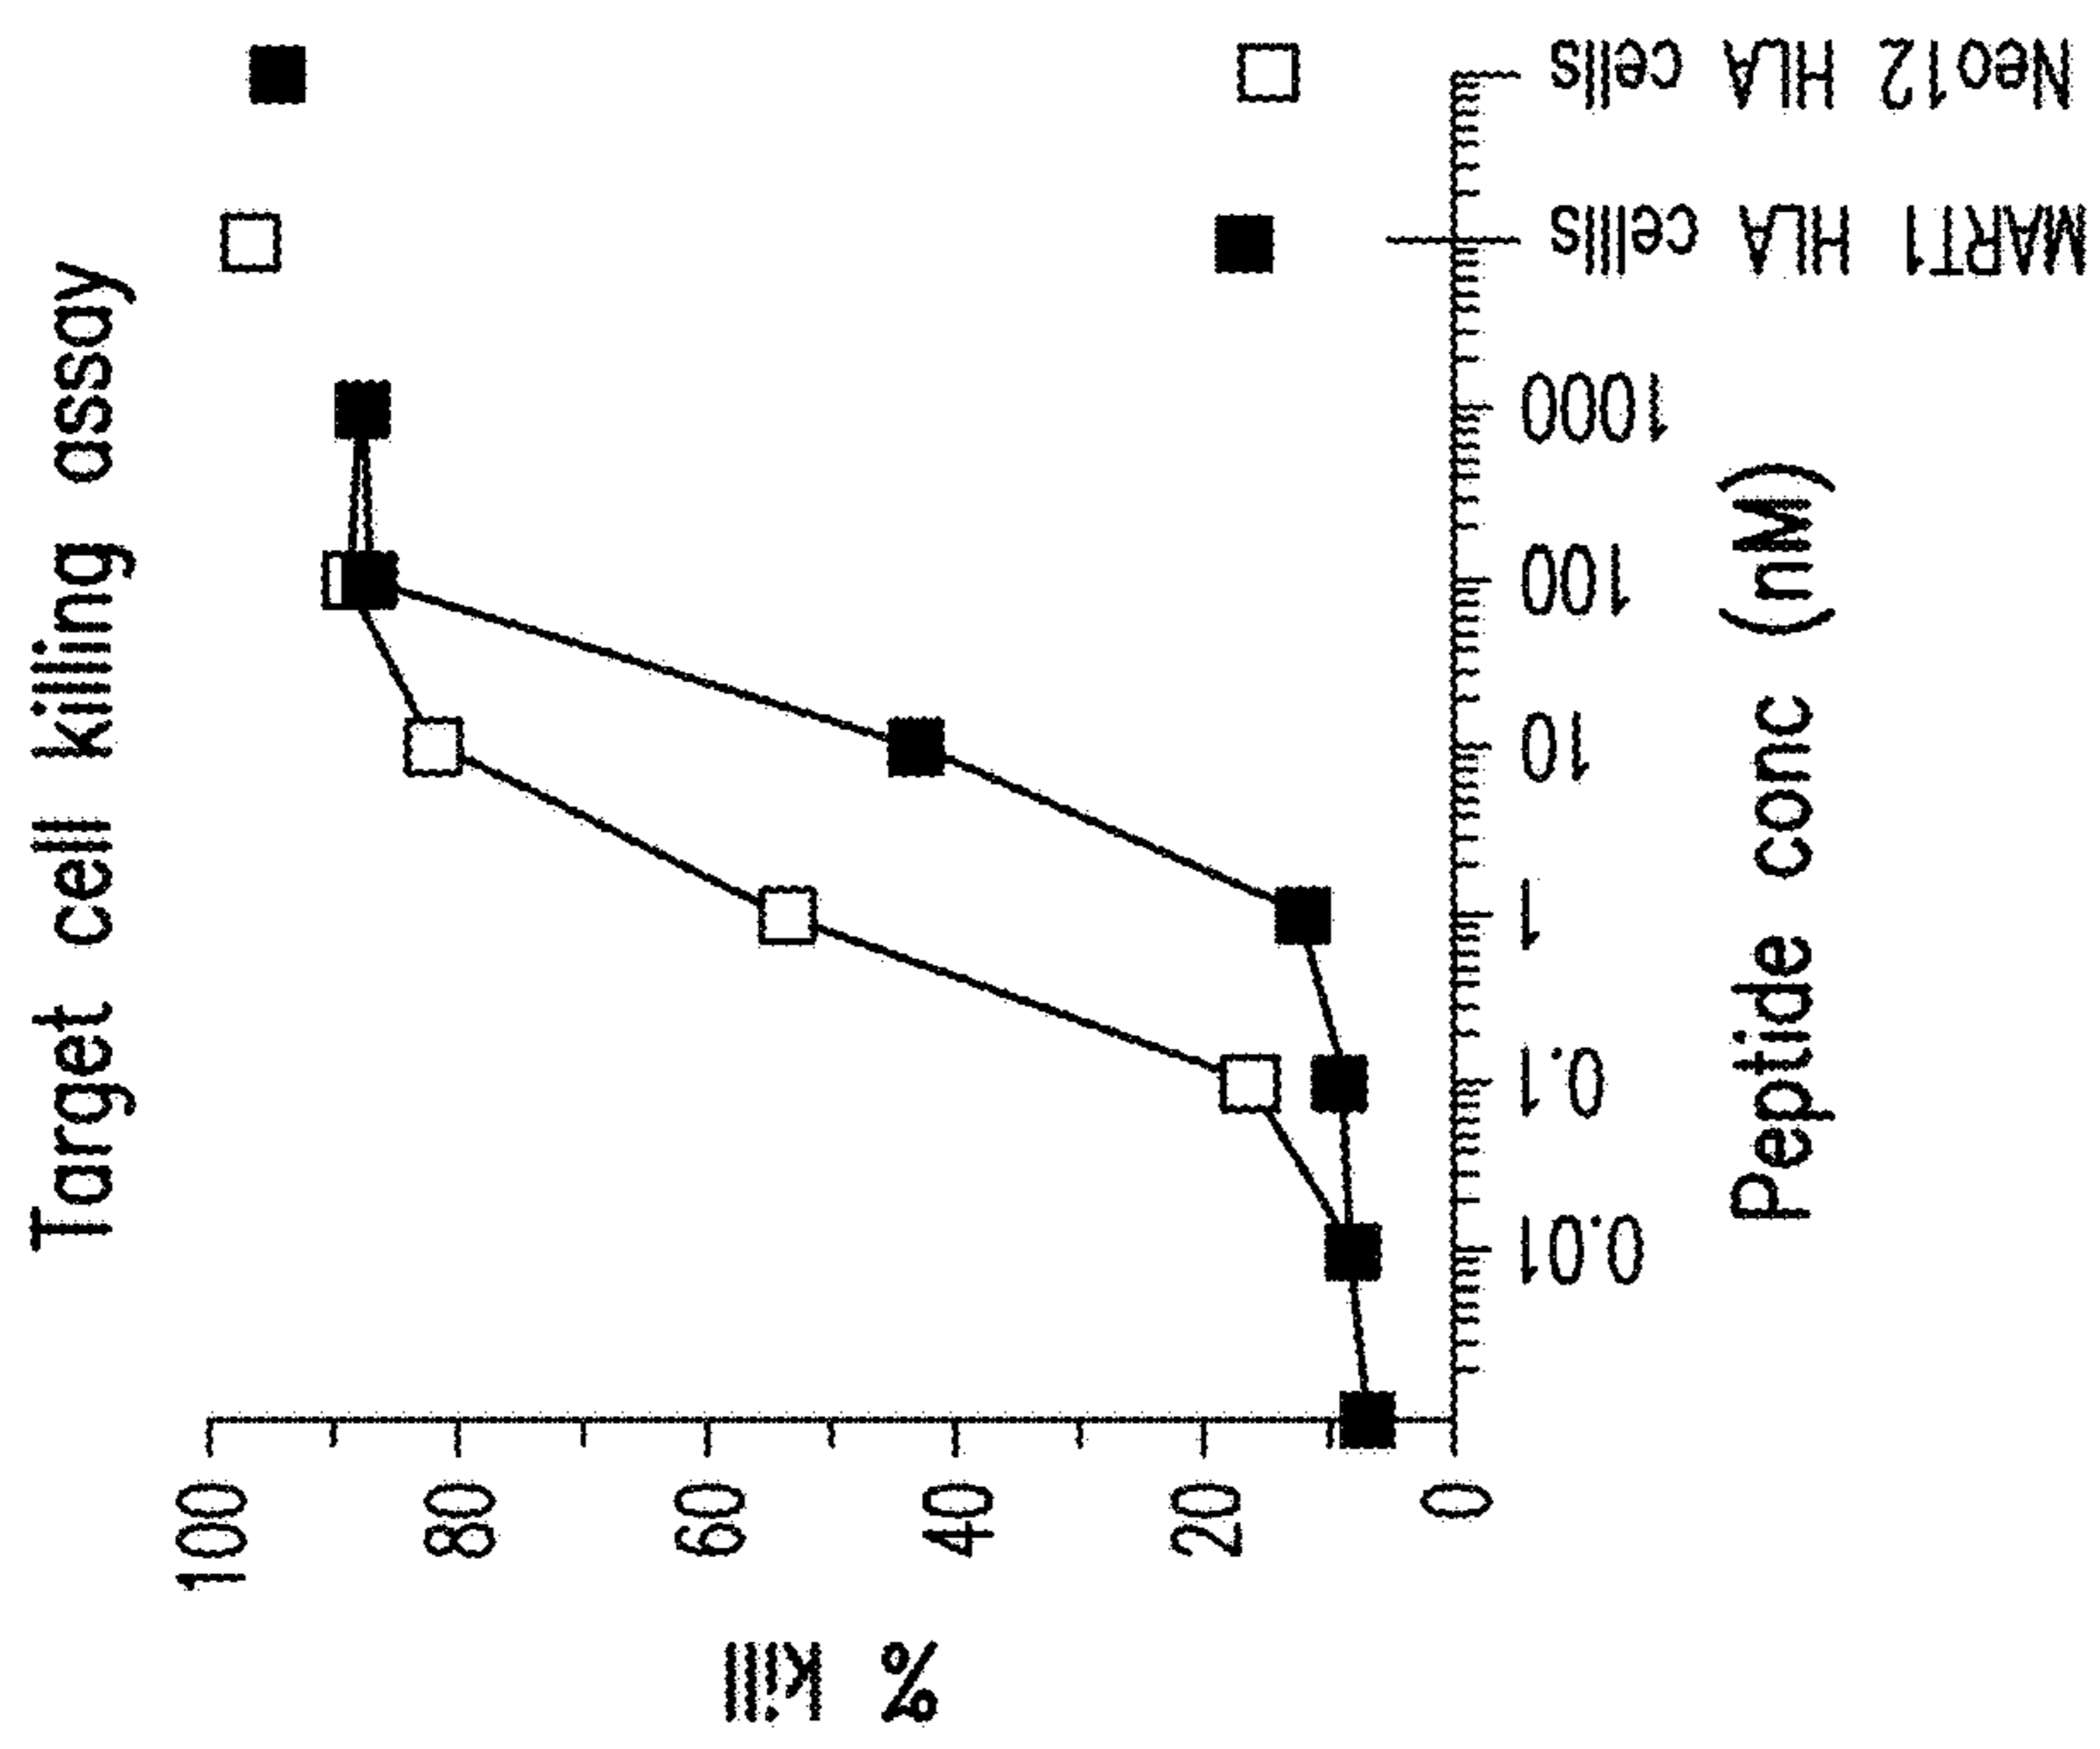 Target cell killing assay
% kill
100
80
60
40
20
0
0.01 0.1 1 10 100 1000
MART1 HLA cellls
Neo12 HLA cells
Peptide conc (nM)